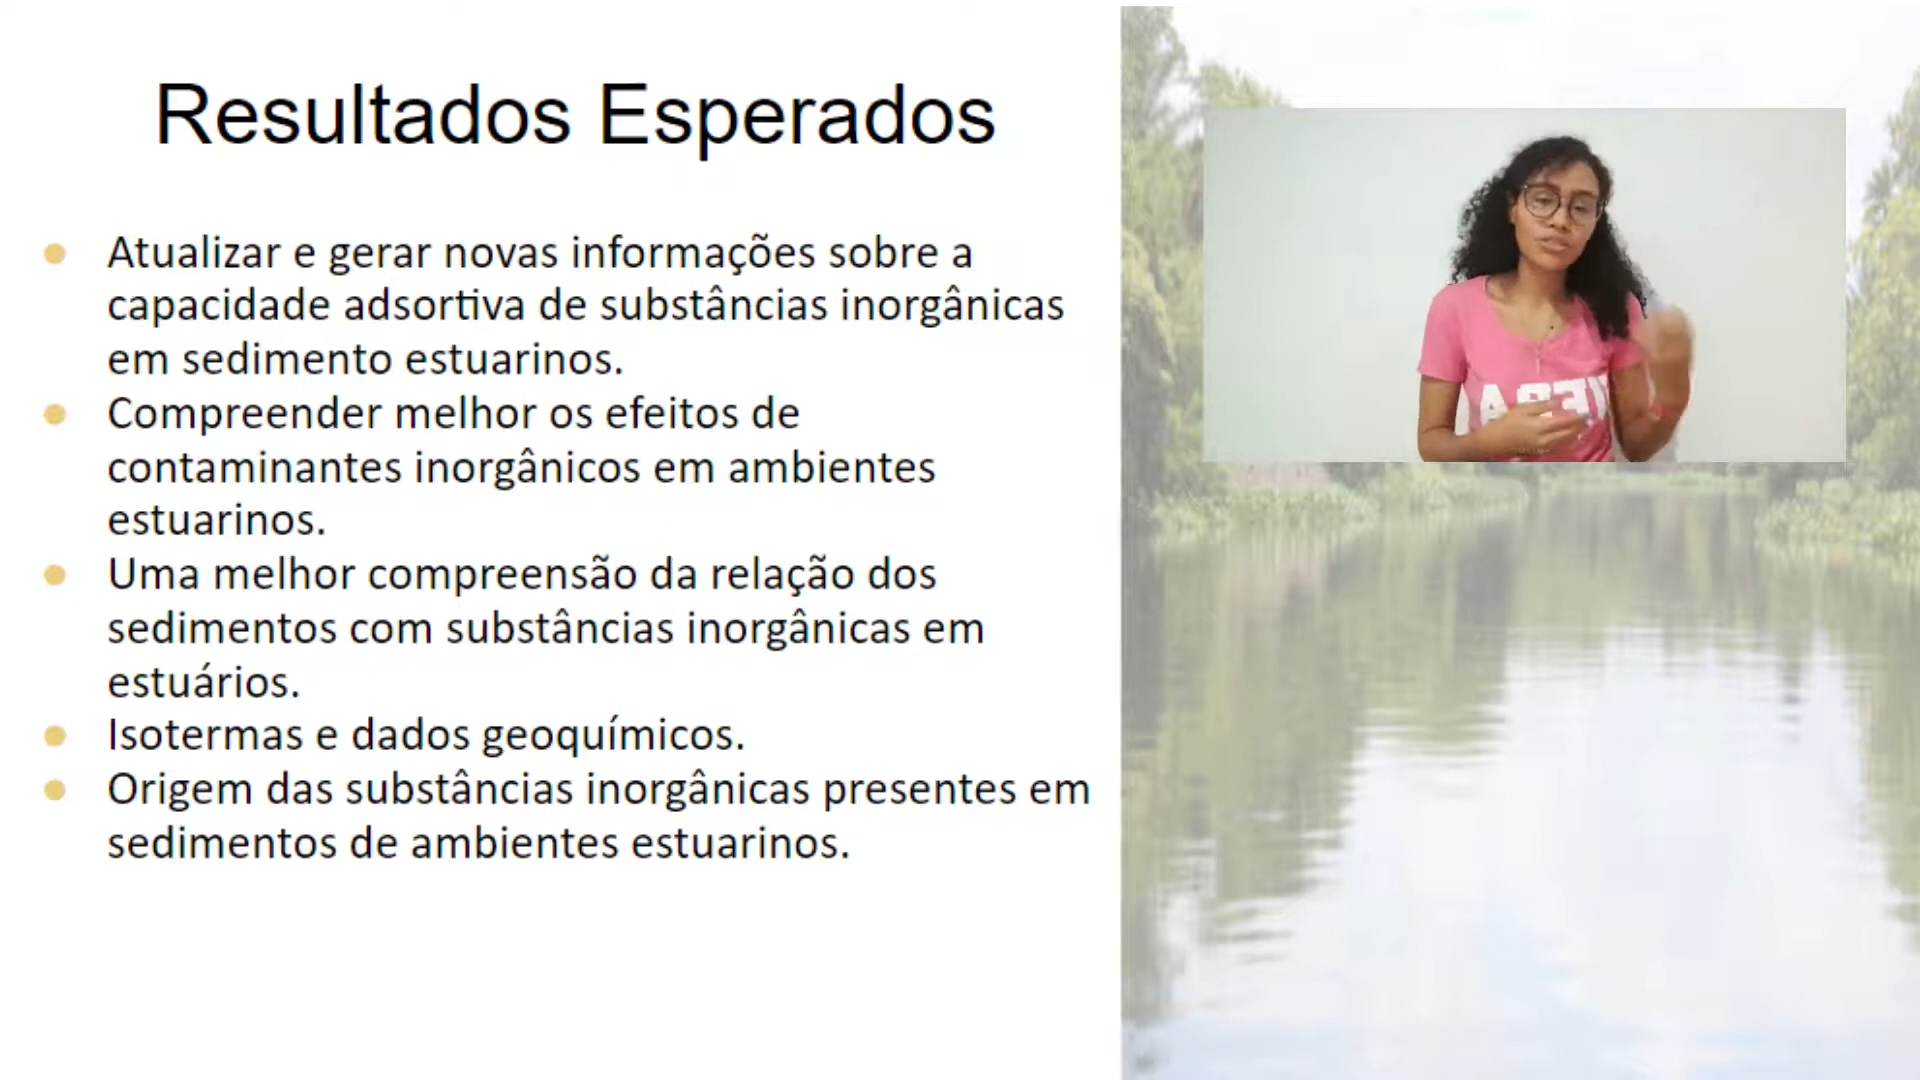 Resultados Esperados
Atualizar e gerar novas informações sobre a
capacidade adsortiva de substâncias inorgânicas
em sedimento estuarinos.
Compreender melhor os efeitos de
contaminantes inorgânicos em ambientes
estuarinos.
Uma melhor compreensão da relação dos
sedimentos com substâncias inorgânicas em
estuários.
Isotermas e dados geoquímicos.
Origem das substâncias inorgânicas presentes em
sedimentos de ambientes estuarinos.